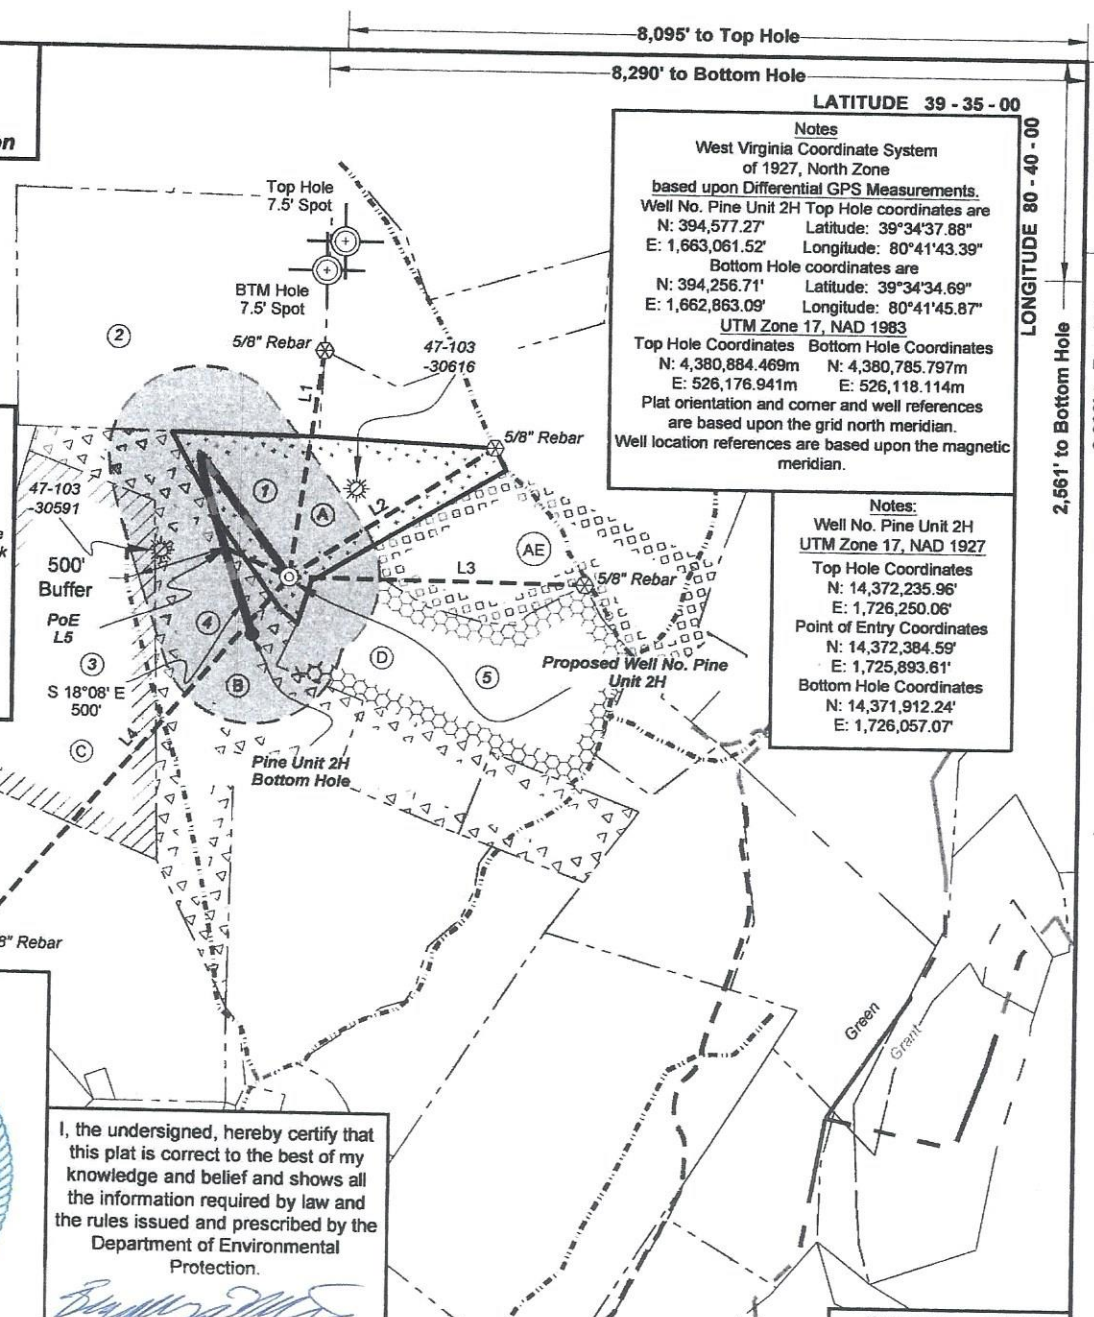 8,095' to Top Hole
8,290' to Bottom Hole
LATITUDE 39 - 35 - 00
LONGITUDE 80 - 40 - 00
2,561' to Bottom Hole
Notes
West Virginia Coordinate System
of 1927, North Zone
based upon Differential GPS Measurements.
Well No. Pine Unit 2H Top Hole coordinates are
N: 394,577.27' Latitude: 39°34'37.88"
E: 1,663,061.52' Longitude: 80°41'43.39"
Bottom Hole coordinates are
N: 394,256.71' Latitude: 39°34'34.69"
E: 1,662,863.09' Longitude: 80°41'45.87"
UTM Zone 17, NAD 1983
Top Hole Coordinates Bottom Hole Coordinates
N: 4,380,884.469m N: 4,380,785.797m
E: 526,176.941m E: 526,118.114m
Plat orientation and corner and well references
are based upon the grid north meridian.
Well location references are based upon the magnetic
meridian.
Notes:
Well No. Pine Unit 2H
UTM Zone 17, NAD 1927
Top Hole Coordinates
N: 14,372,235.96'
E: 1,726,250.06'
Point of Entry Coordinates
N: 14,372,384.59'
E: 1,725,893.61'
Bottom Hole Coordinates
N: 14,371,912.24'
E: 1,726,057.07'
Top Hole
7.5' Spot
BTM Hole
7.5' Spot
5/8" Rebar
47-103
-30616
2
L1
5/8" Rebar
47-103
-30591
1
A
L2
AE
500'
Buffer
L3
5/8" Rebar
PoE
L5
4
3
D
5
Proposed Well No. Pine
Unit 2H
S 18°08' E
500'
B
C
L4
Pine Unit 2H
Bottom Hole
8" Rebar
Green
Grant
I, the undersigned, hereby certify that
this plat is correct to the best of my
knowledge and belief and shows all
the information required by law and
the rules issued and prescribed by the
Department of Environmental
Protection.